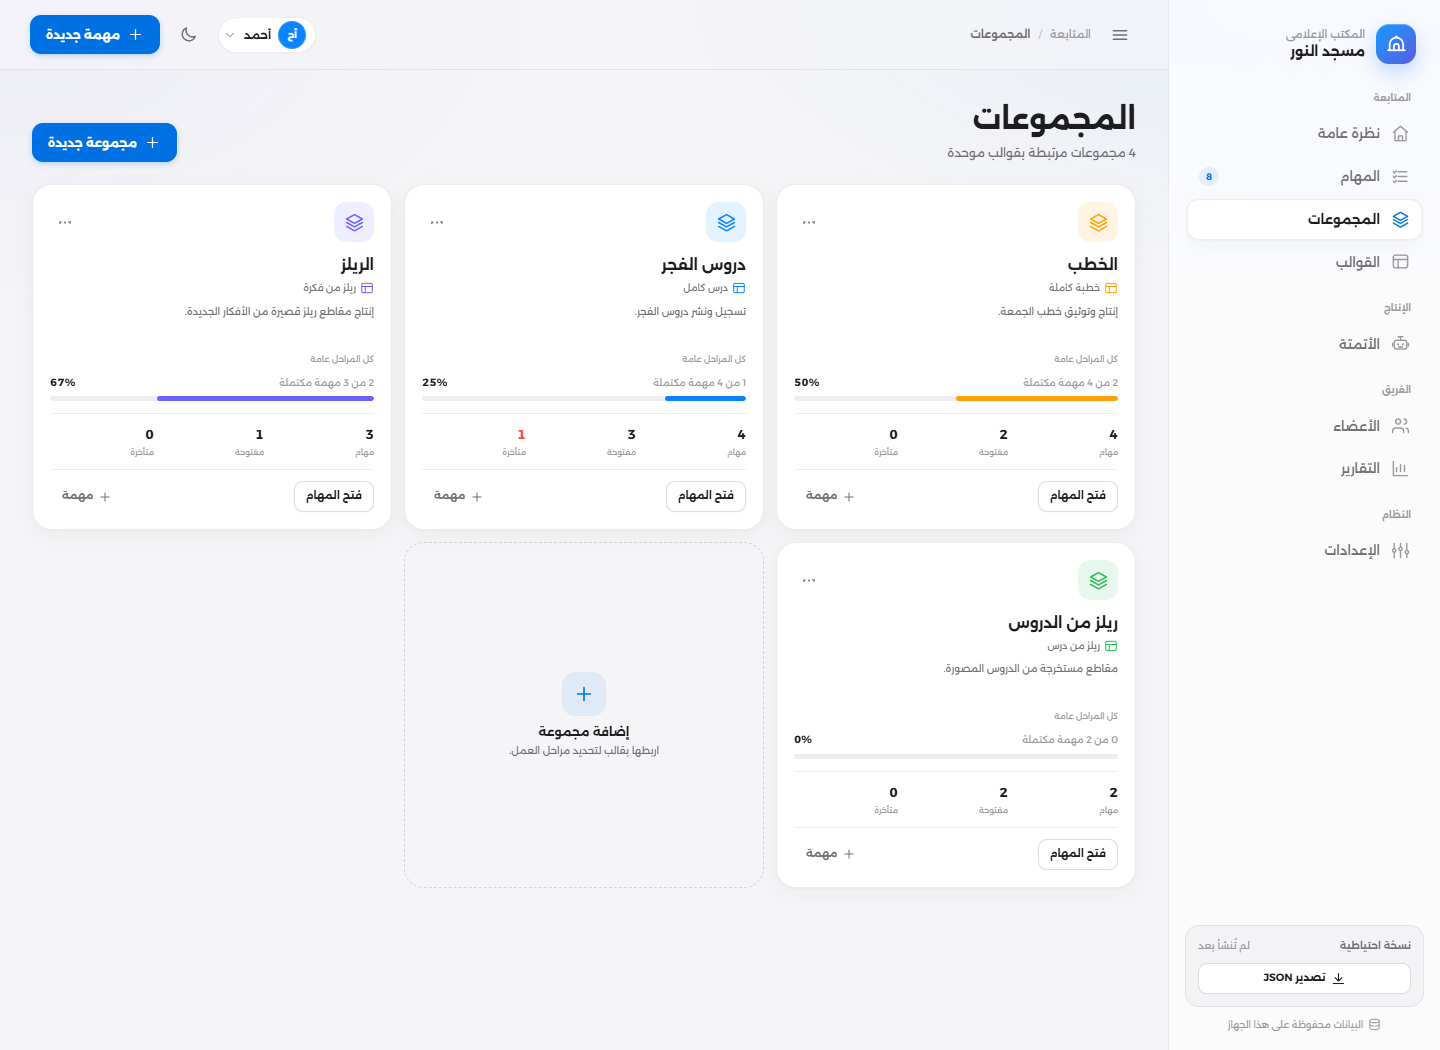 المكتب الإعلامي
مسجد النور
المتابعة
نظرة عامة
المهام
8
المجموعات
القوالب
الإنتاج
الأتمتة
الفريق
الأعضاء
التقارير
النظام
الإعدادات
نسخة احتياطية
لم تُنشأ بعد
تصدير JSON
البيانات محفوظة على هذا الجهاز
المتابعة / المجموعات
أح
أحمد
مهمة جديدة
المجموعات
4 مجموعات مرتبطة بقوالب موحدة
مجموعة جديدة
الخطب
خطبة كاملة
إنتاج وتوثيق خطب الجمعة.
كل المراحل عامة
2 من 4 مهمة مكتملة
50%
4
2
0
مهام
مفتوحة
متأخرة
فتح المهام
مهمة
دروس الفجر
درس كامل
تسجيل ونشر دروس الفجر.
كل المراحل عامة
1 من 4 مهمة مكتملة
25%
4
3
1
مهام
مفتوحة
متأخرة
فتح المهام
مهمة
الريلز
ريلز من فكرة
إنتاج مقاطع ريلز قصيرة من الأفكار الجديدة.
كل المراحل عامة
2 من 3 مهمة مكتملة
67%
3
1
0
مهام
مفتوحة
متأخرة
فتح المهام
مهمة
ريلز من الدروس
ريلز من درس
مقاطع مستخرجة من الدروس المصورة.
كل المراحل عامة
0 من 2 مهمة مكتملة
0%
2
2
0
مهام
مفتوحة
متأخرة
فتح المهام
مهمة
إضافة مجموعة
اربطها بقالب لتحديد مراحل العمل.